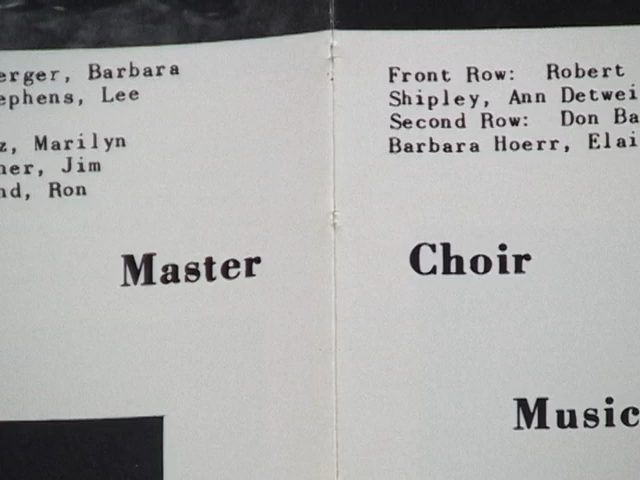 erger, Barbara
ephens, Lee
z, Marilyn
ner, Jim
nd, Ron
Master Choir
Front Row: Robert
Shipley, Ann Detwei
Second Row: Don Ba
Barbara Hoerr, Elai
Music